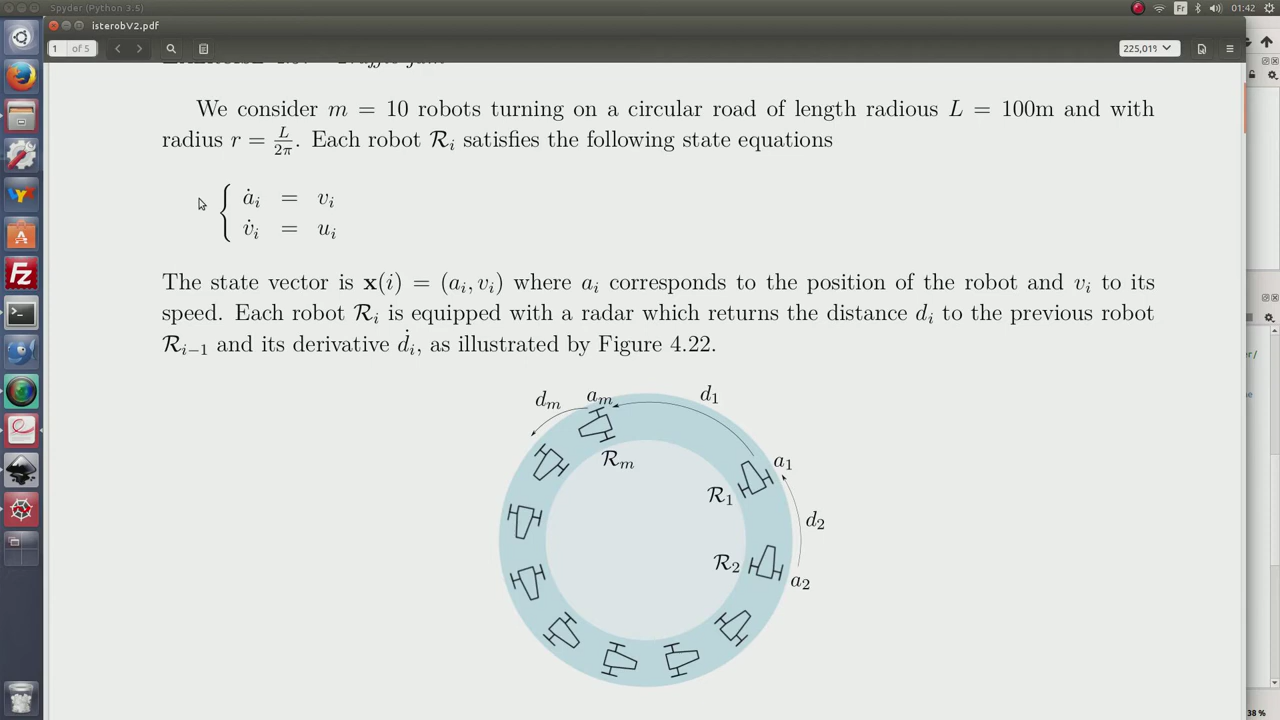 Spyder (Python 3.5)
Fr
01:42
isterobV2.pdf
1 of 5
225,01%
We consider m = 10 robots turning on a circular road of length radious L = 100m and with
radius r = L/2π. Each robot ℛᵢ satisfies the following state equations
ȧᵢ = vᵢ
v̇ᵢ = uᵢ
The state vector is x(i) = (aᵢ, vᵢ) where aᵢ corresponds to the position of the robot and vᵢ to its
speed. Each robot ℛᵢ is equipped with a radar which returns the distance dᵢ to the previous robot
ℛᵢ₋₁ and its derivative ḋᵢ, as illustrated by Figure 4.22.
dₘ aₘ d₁
ℛₘ a₁
ℛ₁
d₂
ℛ₂
a₂
38 %